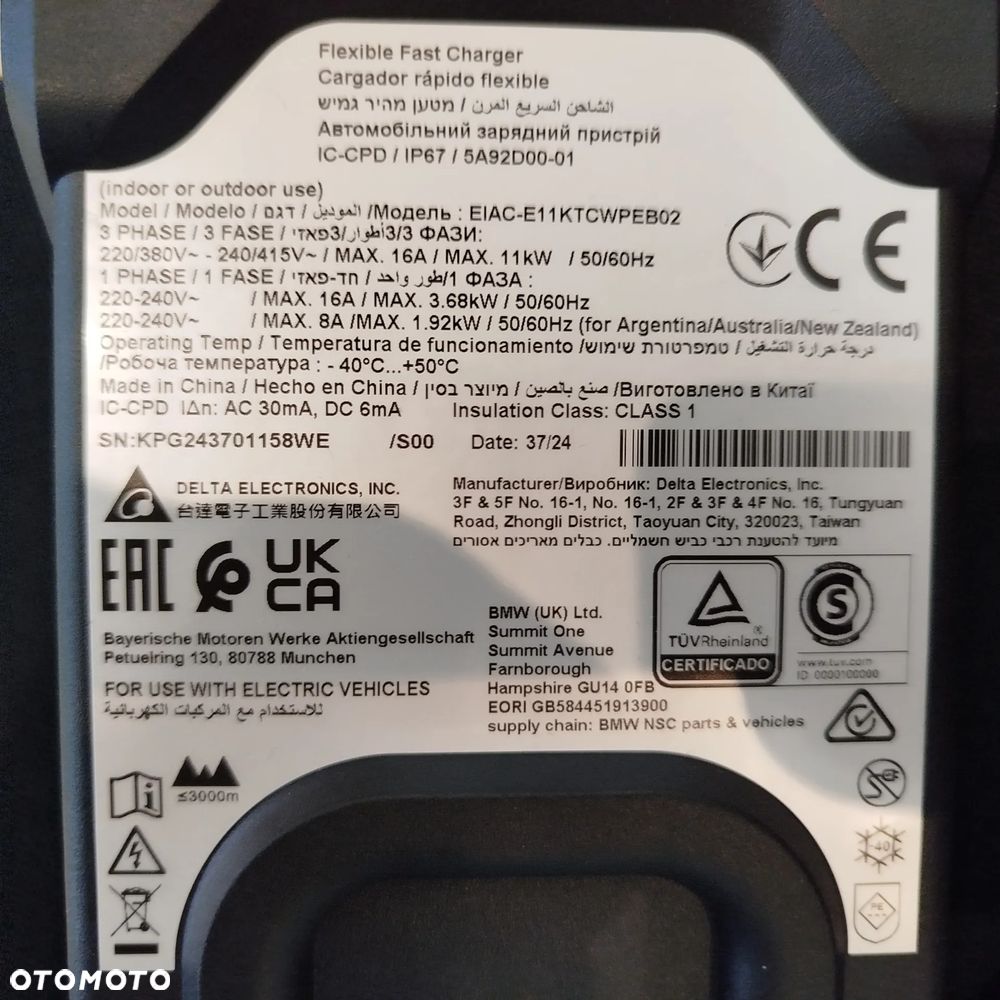 Flexible Fast Charger
Cargador rápido flexible
الشاحن السريع المرن / מטען מהיר גמיש
Автомобільний зарядний пристрій
IC-CPD / IP67 / 5A92D00-01
(indoor or outdoor use)
Model / Modelo / דגם / الموديل /Модель : EIAC-E11KTCWPEB02
3 PHASE / 3 FASE / 3פאזי/3أطوار/3 ФАЗИ:
220/380V~ - 240/415V~ / MAX. 16A / MAX. 11kW / 50/60Hz
1 PHASE / 1 FASE / חד-פאזי / طور واحد/1 ФАЗА :
220-240V~ / MAX. 16A / MAX. 3.68kW / 50/60Hz
220-240V~ / MAX. 8A /MAX. 1.92kW / 50/60Hz (for Argentina/Australia/New Zealand)
Operating Temp / Temperatura de funcionamiento /טמפרטורת שימוש / درجة حرارة التشغيل
/Робоча температура : - 40°C...+50°C
Made in China / Hecho en China / מיוצר בסין / صنع بالصين /Виготовлено в Китаї
IC-CPD IΔn: AC 30mA, DC 6mA Insulation Class: CLASS 1
SN:KPG243701158WE /S00 Date: 37/24
DELTA ELECTRONICS, INC.
台達電子工業股份有限公司
Manufacturer/Виробник: Delta Electronics, Inc.
3F & 5F No. 16-1, No. 16-1, 2F & 3F & 4F No. 16, Tungyuan
Road, Zhongli District, Taoyuan City, 320023, Taiwan
מיועד להטענת רכבי כביש חשמליים. כבלים מאריכים אסורים
CE
EAC
UK
CA
Bayerische Motoren Werke Aktiengesellschaft
Petuelring 130, 80788 Munchen
FOR USE WITH ELECTRIC VEHICLES
للاستخدام مع المركبات الكهربائية
BMW (UK) Ltd.
Summit One
Summit Avenue
Farnborough
Hampshire GU14 0FB
EORI GB584451913900
supply chain: BMW NSC parts & vehicles
TÜVRheinland®
CERTIFICADO
S
www.tuv.com
ID 0000100000
≤3000m
i
-40
PE
OTOMOTO